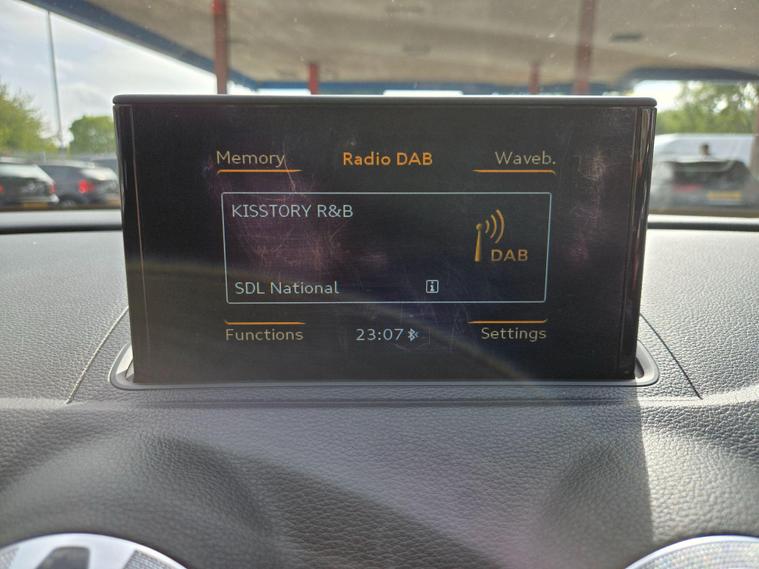 Memory Radio DAB Waveb.
KISSTORY R&B
DAB
SDL National i
Functions 23:07 Settings